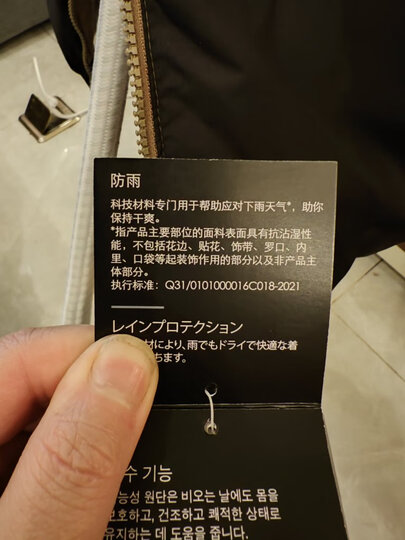 防雨
科技材料专门用于帮助应对下雨天气*，助你
保持干爽。
*指产品主要部位的面料表面具有抗沾湿性
能，不包括花边、贴花、饰带、罗口、内
里、口袋等起装饰作用的部分以及非产品主
体部分。
执行标准：Q31/0101000016C018-2021
レインプロテクション
材により、雨でもドライで快適な着
ちます。
수 기능
능성 원단은 비오는 날에도 몸을
보호하고, 건조하고 쾌적한 상태로
유지하는 데 도움을 줍니다.